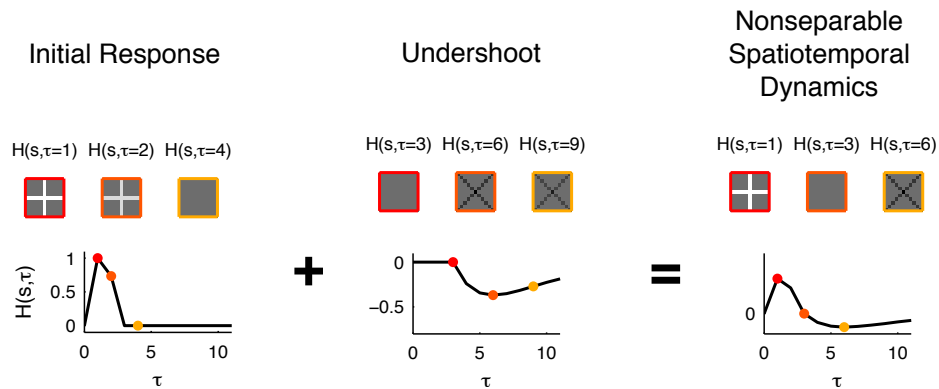 Initial Response
Undershoot
Nonseparable
Spatiotemporal
Dynamics
H(s,τ=1) H(s,τ=2) H(s,τ=4)
H(s,τ=3) H(s,τ=6) H(s,τ=9)
H(s,τ=1) H(s,τ=3) H(s,τ=6)
H(s,τ)
1
0.5
0
0 5 10
τ
+
0
−0.5
0 5 10
τ
=
0
0 5 10
τ